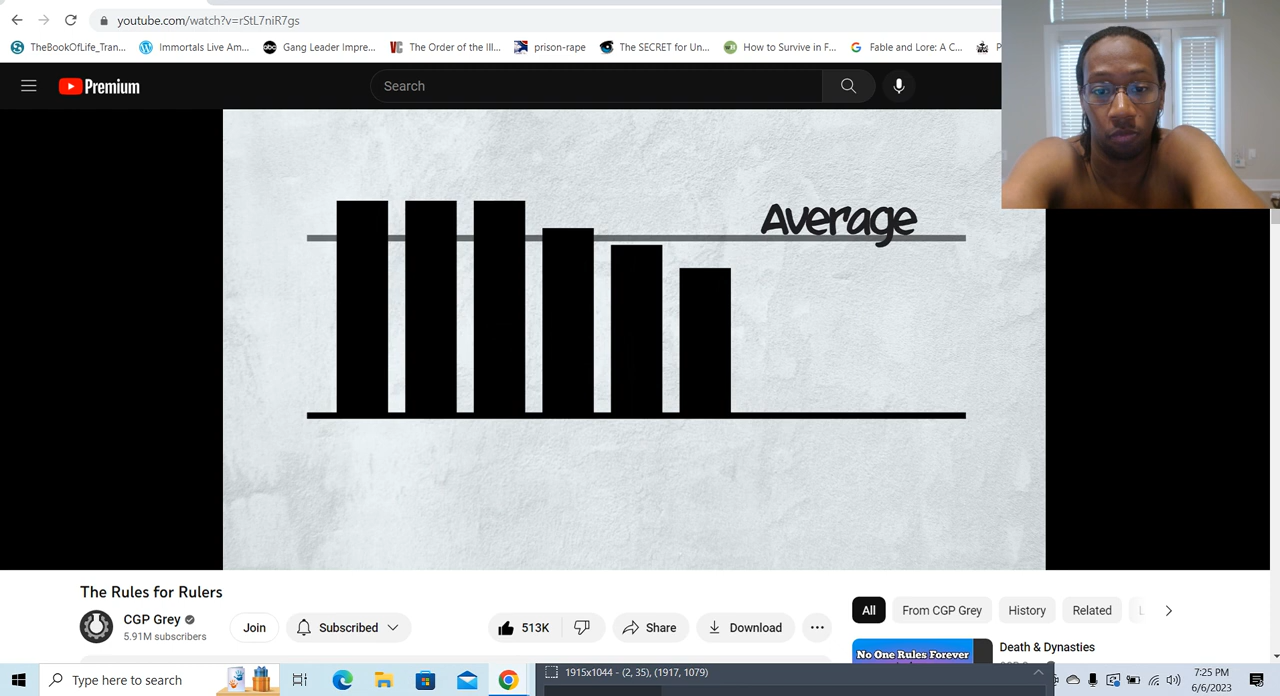 youtube.com/watch?v=rStL7niR7gs
TheBookOfLife_Tran... Immortals Live Am... abc Gang Leader Impre... The Order of the Ill... prison-rape The SECRET for Un... How to Survive in F... Fable and Lore: A C...
Premium
Search
Average
The Rules for Rulers
CGP Grey
5.91M subscribers
Join
Subscribed
513K
Share
Download
All
From CGP Grey
History
Related
No One Rules Forever
Death & Dynasties
Type here to search
1915x1044 - (2, 35), (1917, 1079)
7:25 PM
6/6/2023